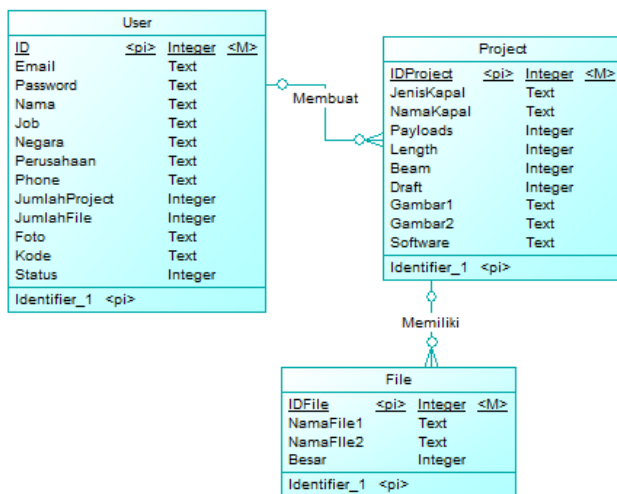 User
ID <pi> Integer <M>
Email Text
Password Text
Nama Text
Job Text
Negara Text
Perusahaan Text
Phone Text
JumlahProject Integer
JumlahFile Integer
Foto Text
Kode Text
Status Integer
Identifier_1 <pi>
Membuat
Project
IDProject <pi> Integer <M>
JenisKapal Text
NamaKapal Text
Payloads Integer
Length Integer
Beam Integer
Draft Integer
Gambar1 Text
Gambar2 Text
Software Text
Identifier_1 <pi>
Memiliki
File
IDFile <pi> Integer <M>
NamaFile1 Text
NamaFIle2 Text
Besar Integer
Identifier_1 <pi>